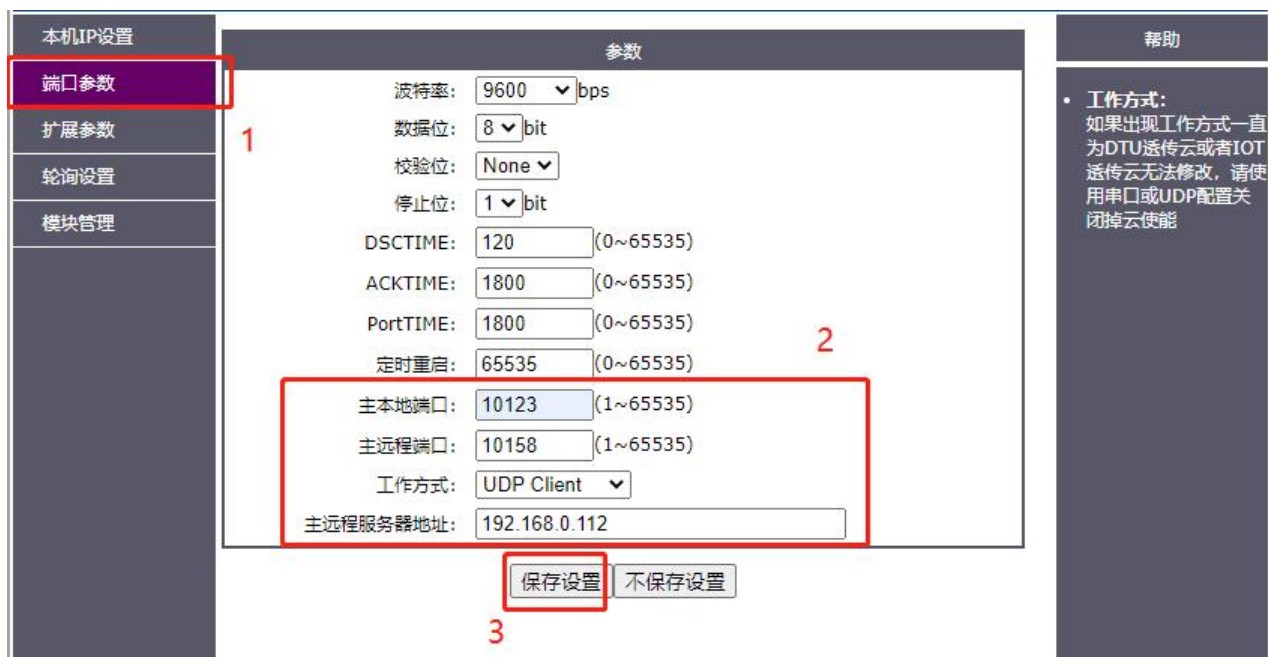 本机IP设置
端口参数
扩展参数
轮询设置
模块管理
1
参数
波特率: 9600 bps
数据位: 8 bit
校验位: None
停止位: 1 bit
DSCTIME: 120 (0~65535)
ACKTIME: 1800 (0~65535)
PortTIME: 1800 (0~65535)
定时重启: 65535 (0~65535)
2
主本地端口: 10123 (1~65535)
主远程端口: 10158 (1~65535)
工作方式: UDP Client
主远程服务器地址: 192.168.0.112
保存设置 不保存设置
3
帮助
• 工作方式:
如果出现工作方式一直
为DTU透传云或者IOT
透传云无法修改，请使
用串口或UDP配置关
闭掉云使能